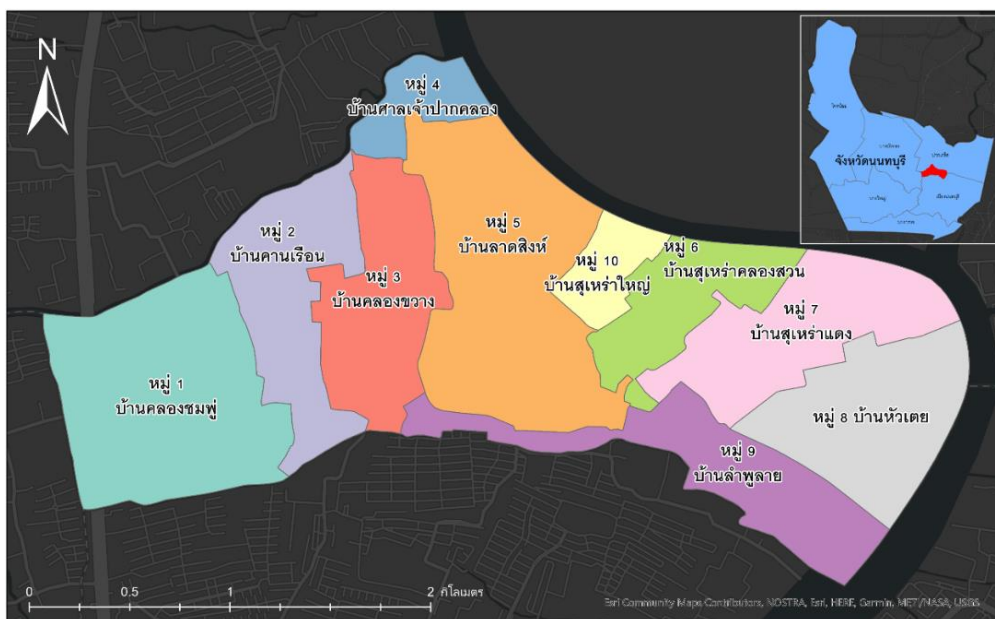 N
หมู่ 4
บ้านศาลเจ้าปากคลอง
จังหวัดนนทบุรี
หมู่ 2
บ้านดานเรือน
หมู่ 5
บ้านลาดสิงห์
หมู่ 10
บ้านสุเหร่าใหญ่
หมู่ 6
บ้านสุเหร่าคลองสวน
หมู่ 3
บ้านคลองขวาง
หมู่ 7
บ้านสุเหร่าแดง
หมู่ 1
บ้านคลองชมพู่
หมู่ 8 บ้านหัวเตย
หมู่ 9
บ้านลำพูลาย
0 0.5 1 2 กิโลเมตร
Esri Community Maps Contributors, NOSTRA, Esri, HERE, Garmin, METI/NASA, USGS